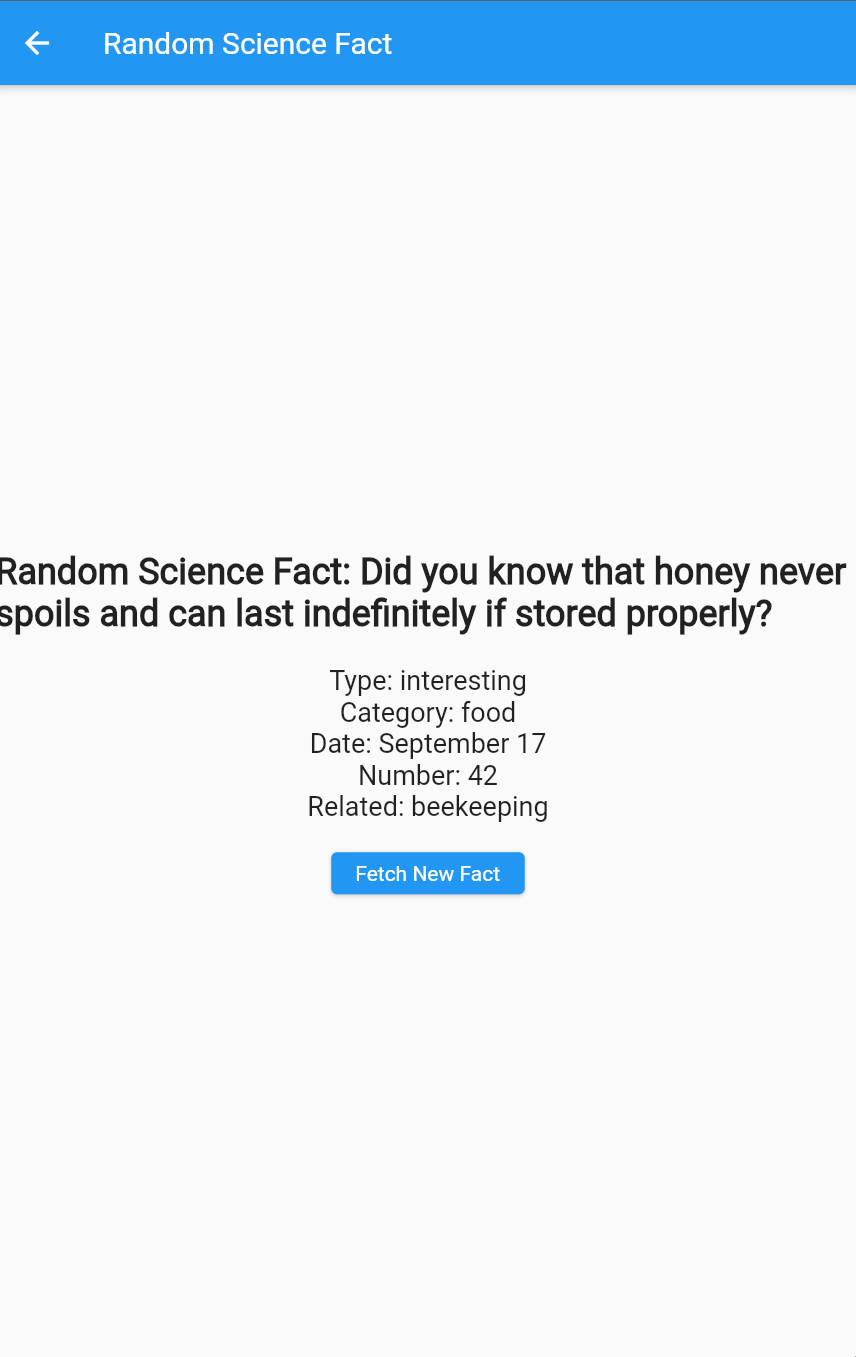 Random Science Fact
Random Science Fact: Did you know that honey never
spoils and can last indefinitely if stored properly?
Type: interesting
Category: food
Date: September 17
Number: 42
Related: beekeeping
Fetch New Fact